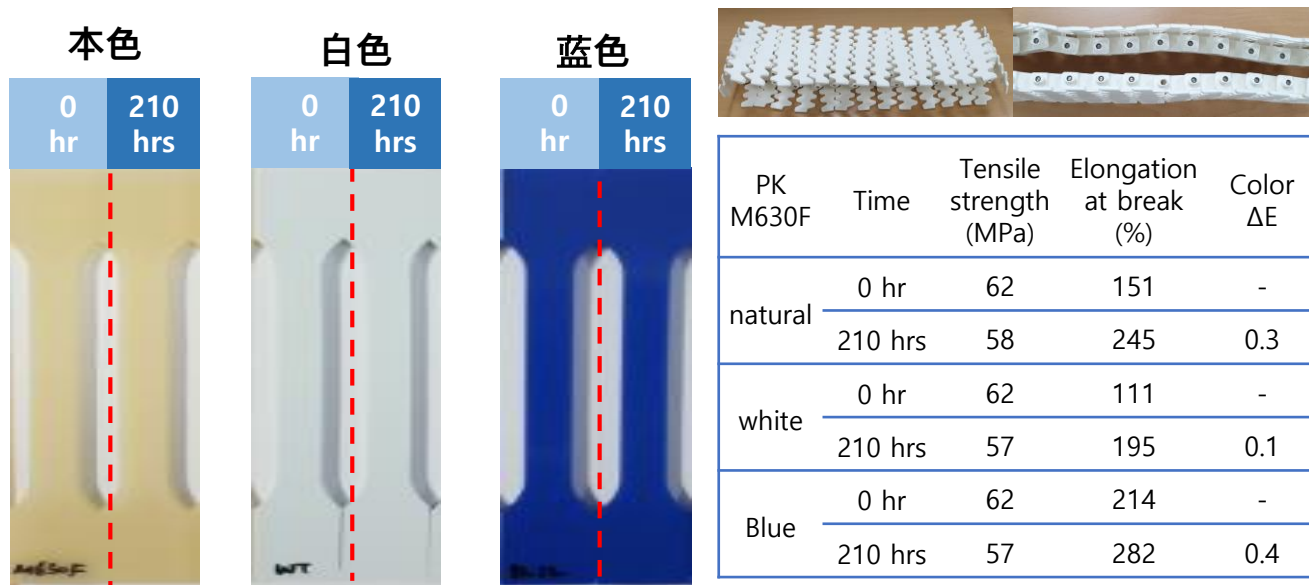 本色
0 hr
210 hrs
白色
0 hr
210 hrs
蓝色
0 hr
210 hrs
M630F
WT
PK M630F
Time
Tensile strength (MPa)
Elongation at break (%)
Color ΔE
natural
0 hr
62
151
-
210 hrs
58
245
0.3
white
0 hr
62
111
-
210 hrs
57
195
0.1
Blue
0 hr
62
214
-
210 hrs
57
282
0.4